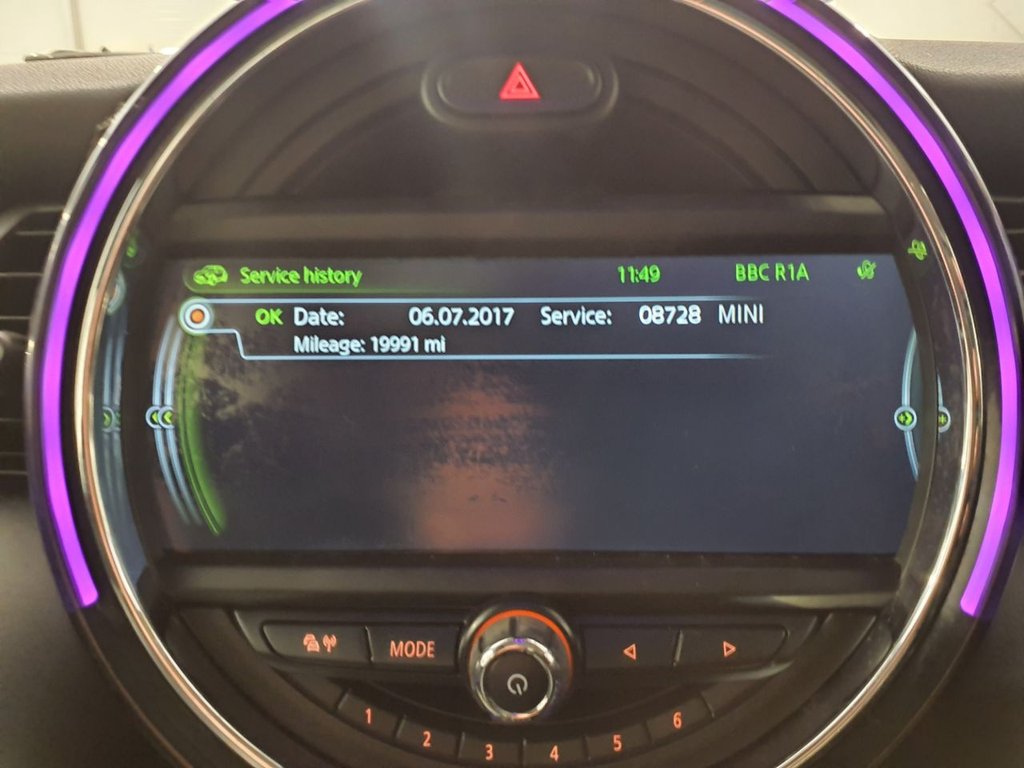 Service history 11:49 BBC R1A
OK Date: 06.07.2017 Service: 08728 MINI
Mileage: 19991 mi
MODE
1 2 3 4 5 6